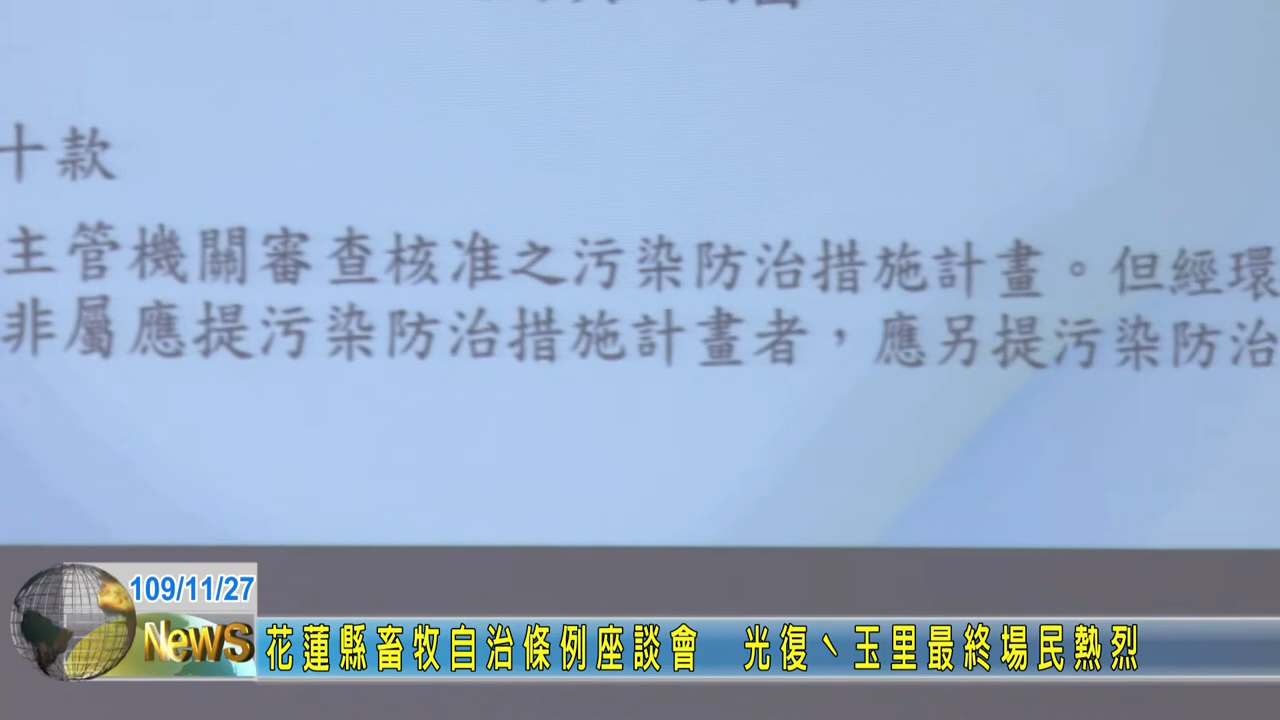 十款
主管機關審查核准之污染防治措施計畫。但經環
非屬應提污染防治措施計畫者，應另提污染防治
109/11/27
NewS
花蓮縣畜牧自治條例座談會 光復、玉里最終場民熱烈